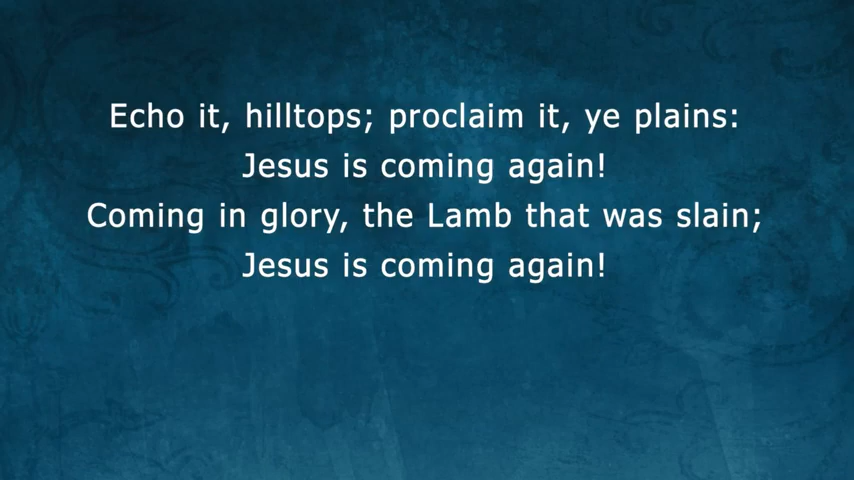 Echo it, hilltops; proclaim it, ye plains:
Jesus is coming again!
Coming in glory, the Lamb that was slain;
Jesus is coming again!